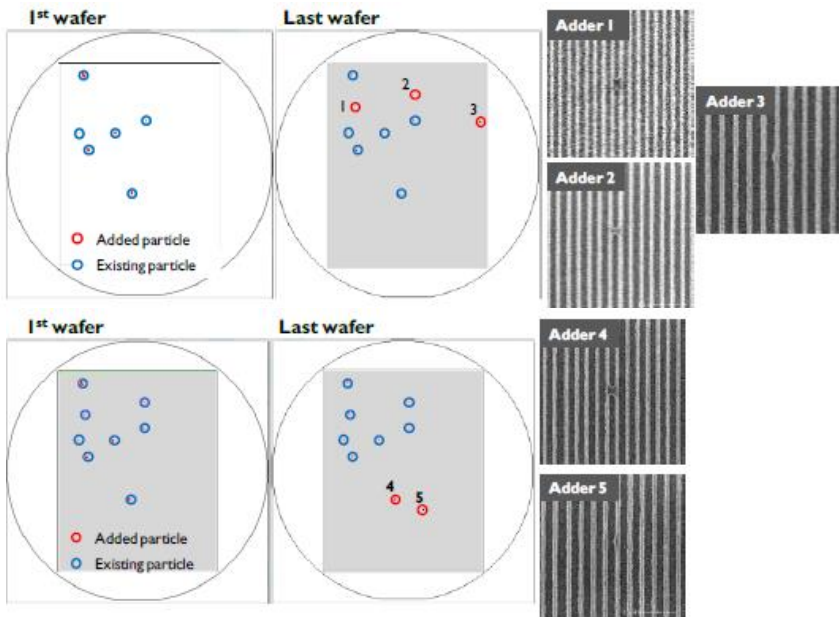 1st wafer
Last wafer
1
2
3
Added particle
Existing particle
Adder 1
Adder 2
Adder 3
1st wafer
Last wafer
4
5
Added particle
Existing particle
Adder 4
Adder 5